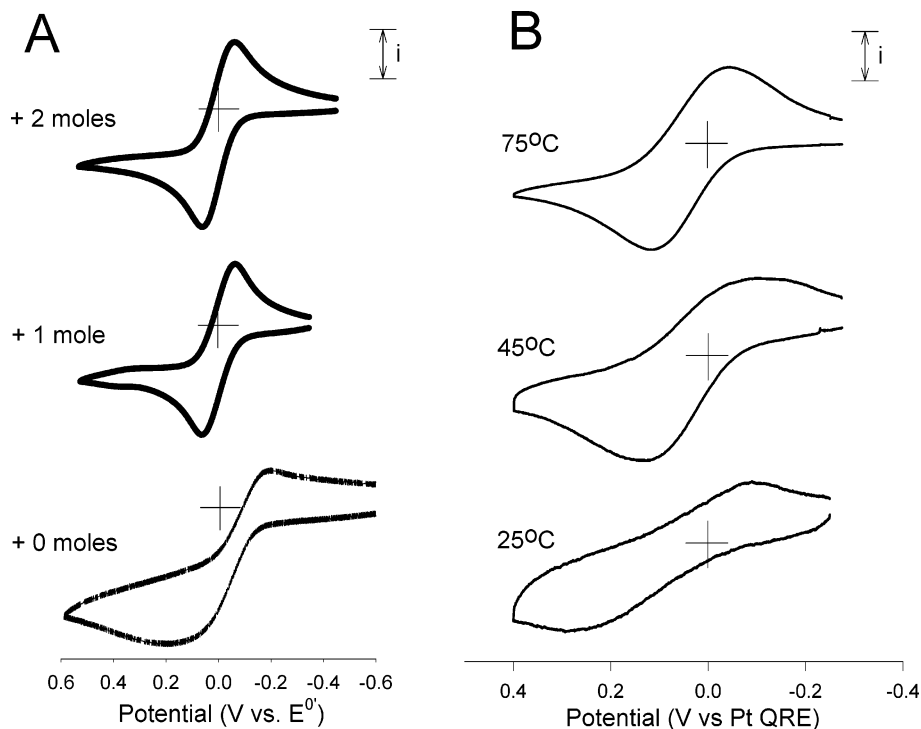 A
i
+ 2 moles
+ 1 mole
+ 0 moles
0.6 0.4 0.2 0.0 -0.2 -0.4 -0.6
Potential (V vs. E⁰')
B
i
75ºC
45ºC
25ºC
0.4 0.2 0.0 -0.2 -0.4
Potential (V vs Pt QRE)